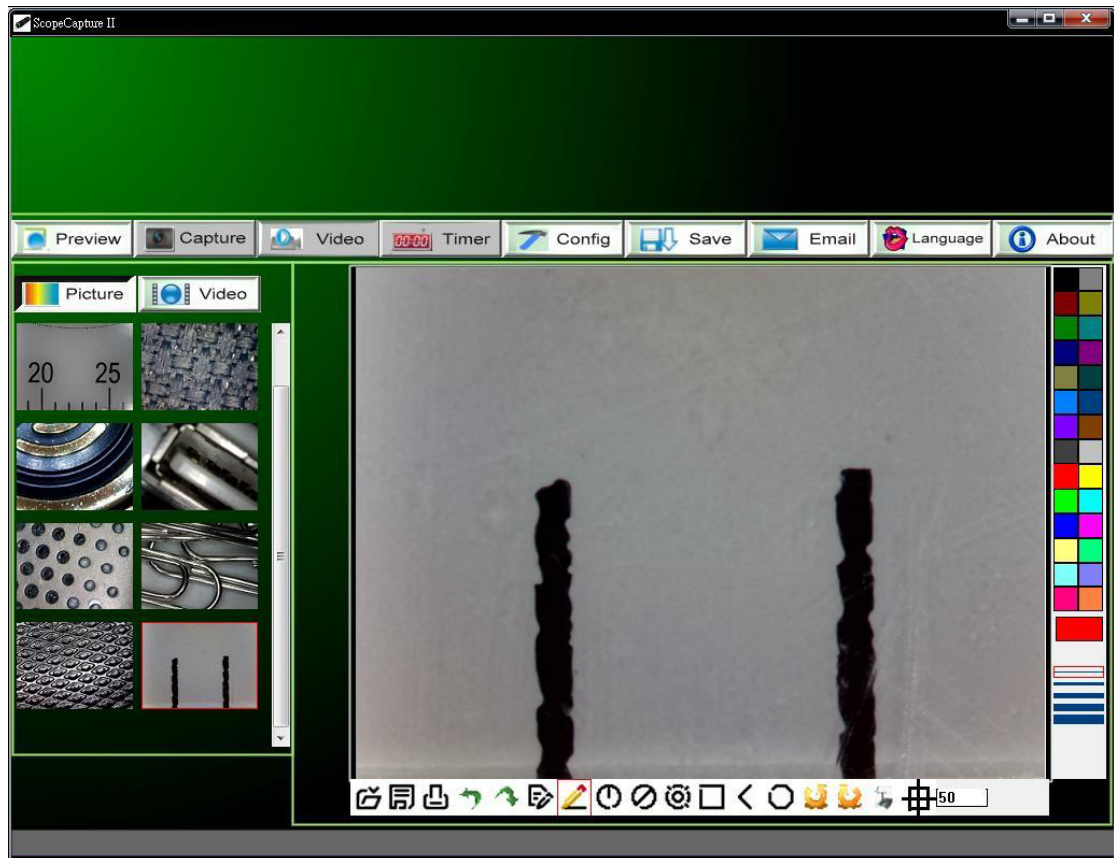 ScopeCapture II
Preview Capture Video 00:00 Timer Config Save Email Language About
Picture Video
20 25
50